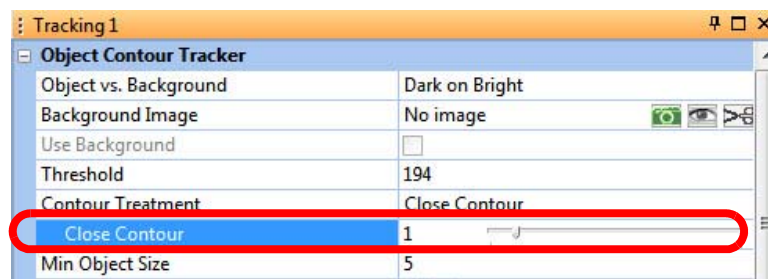 Tracking 1
Object Contour Tracker
Object vs. Background Dark on Bright
Background Image No image
Use Background
Threshold 194
Contour Treatment Close Contour
Close Contour 1
Min Object Size 5